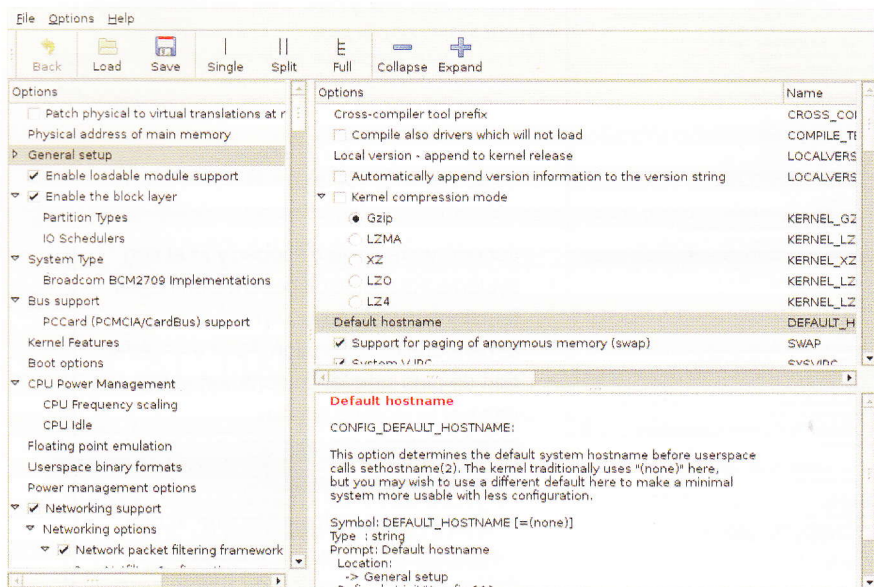 File Options Help
Back Load Save Single Split Full Collapse Expand
Options
Patch physical to virtual translations at r
Physical address of main memory
General setup
Enable loadable module support
Enable the block layer
Partition Types
IO Schedulers
System Type
Broadcom BCM2709 Implementations
Bus support
PCCard (PCMCIA/CardBus) support
Kernel Features
Boot options
CPU Power Management
CPU Frequency scaling
CPU Idle
Floating point emulation
Userspace binary formats
Power management options
Networking support
Networking options
Network packet filtering framework
Options Name
Cross-compiler tool prefix CROSS_COI
Compile also drivers which will not load COMPILE_TE
Local version - append to kernel release LOCALVERS
Automatically append version information to the version string LOCALVERS
Kernel compression mode
Gzip KERNEL_GZ
LZMA KERNEL_LZ
XZ KERNEL_XZ
LZO KERNEL_LZ
LZ4 KERNEL_LZ
Default hostname DEFAULT_H
Support for paging of anonymous memory (swap) SWAP
System V IPC SYSVIPC
Default hostname
CONFIG_DEFAULT_HOSTNAME:
This option determines the default system hostname before userspace
calls sethostname(2). The kernel traditionally uses "(none)" here,
but you may wish to use a different default here to make a minimal
system more usable with less configuration.
Symbol: DEFAULT_HOSTNAME [=(none)]
Type : string
Prompt: Default hostname
Location:
-> General setup